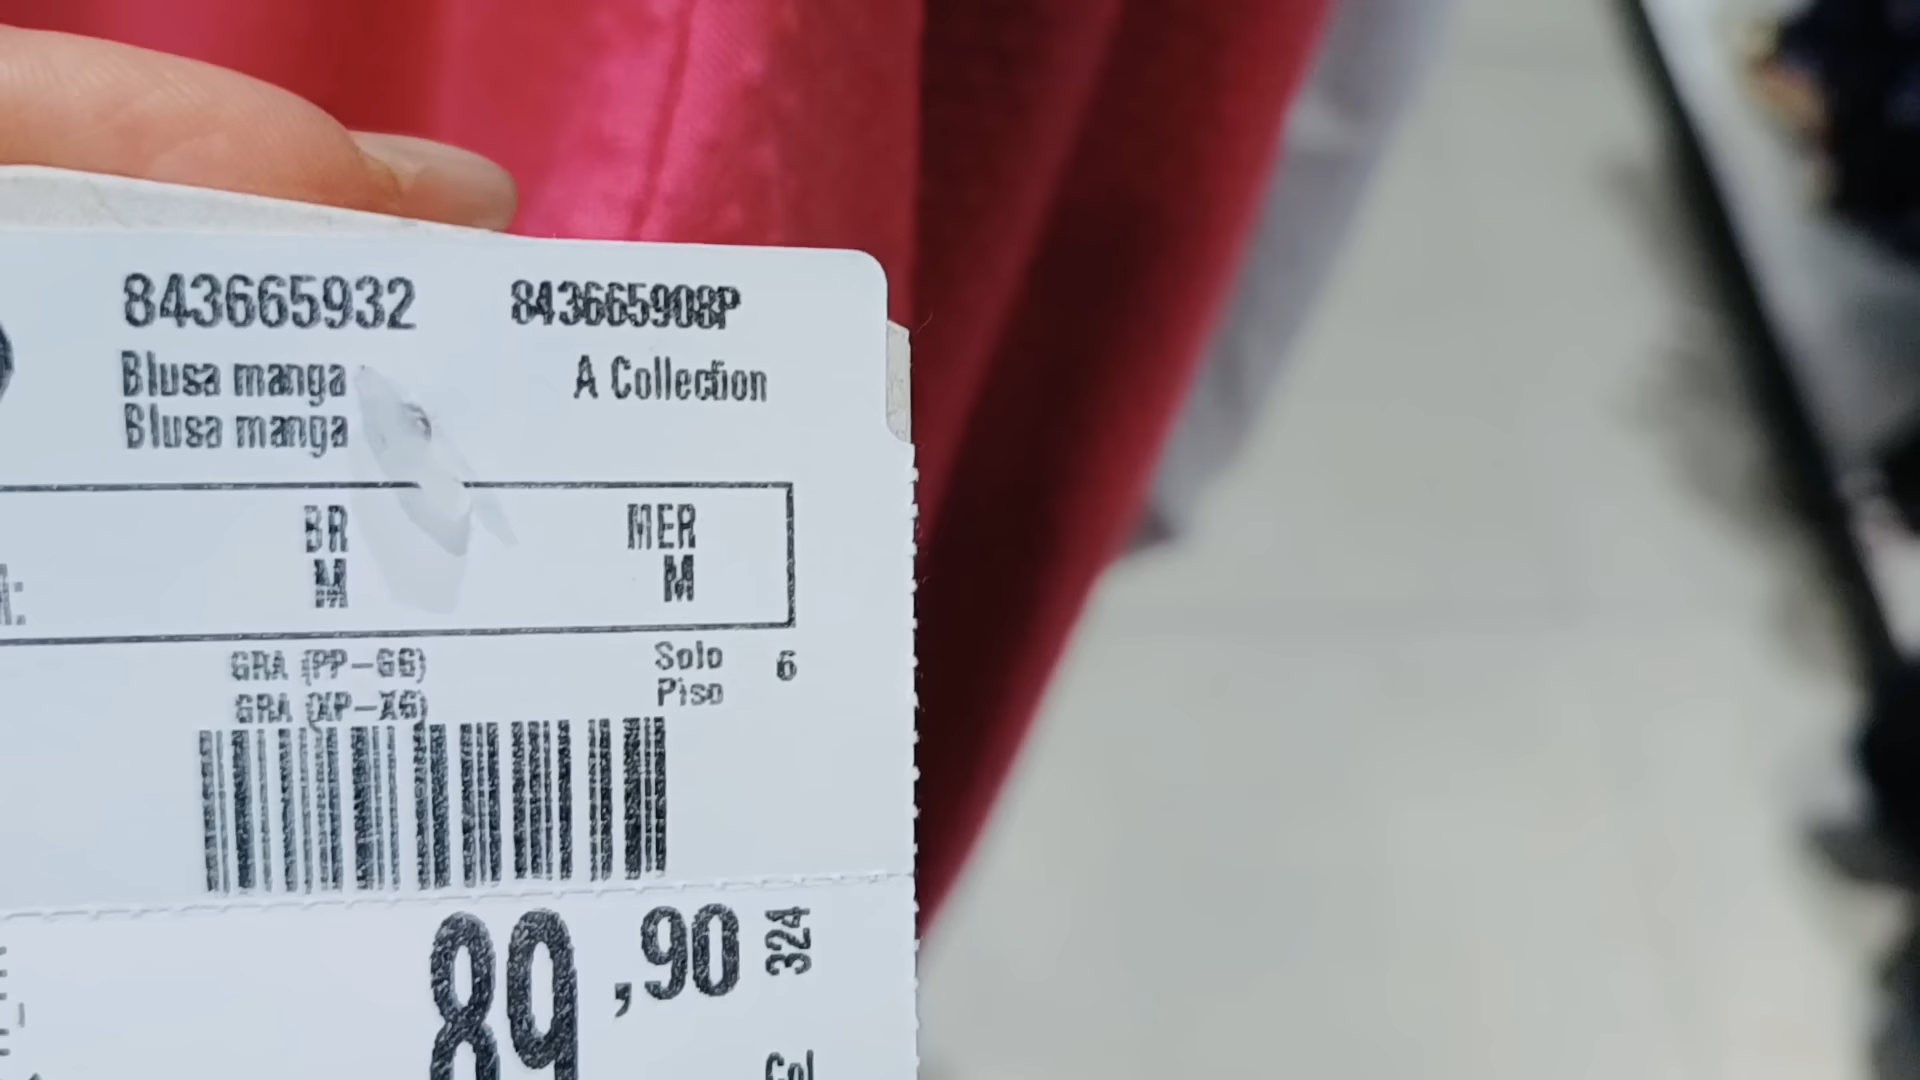 843665932 843665908P
Blusa manga A Collection
Blusa manga
BR MER
M M
GRA (PP-GG) Solo 6
GRA (XP-XG) Piso
89,90 324
Col